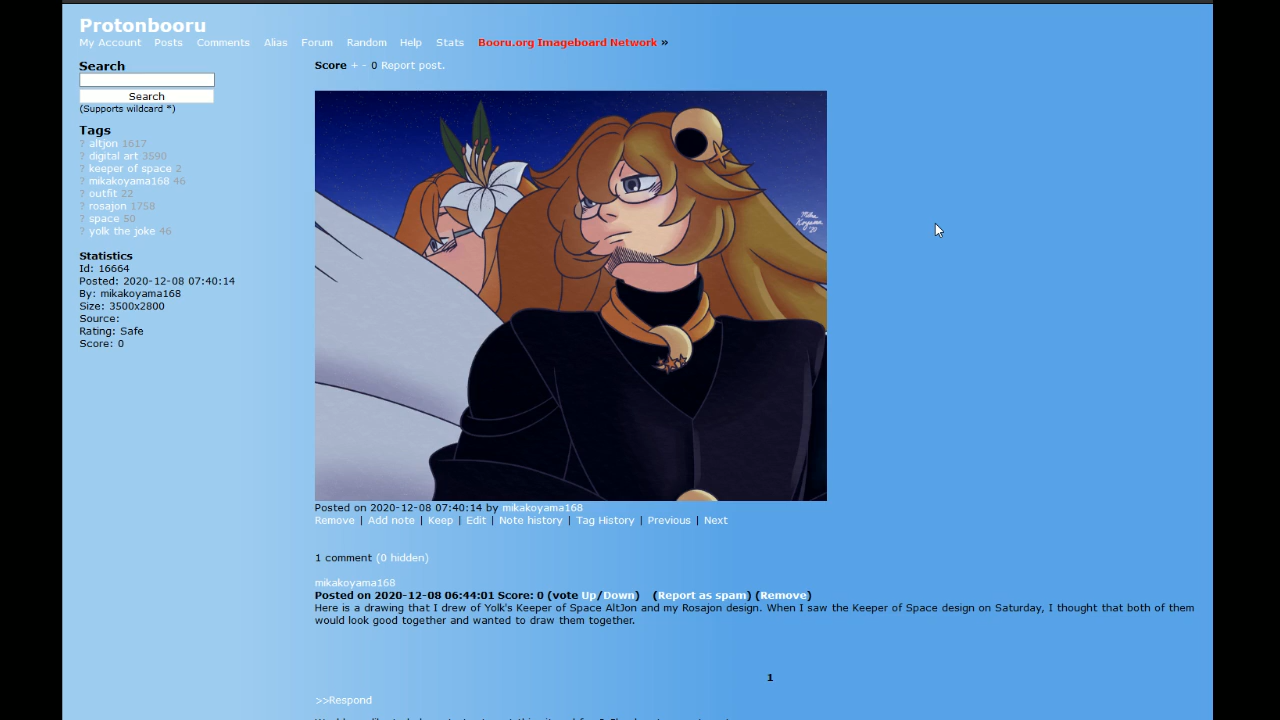 Protonbooru
My Account Posts Comments Alias Forum Random Help Stats Booru.org Imageboard Network »
Search
Search
(Supports wildcard *)
Tags
? altjon 1617
? digital art 3590
? keeper of space 2
? mikakoyama168 46
? outfit 22
? rosajon 1758
? space 50
? yolk the joke 46
Statistics
Id: 16664
Posted: 2020-12-08 07:40:14
By: mikakoyama168
Size: 3500x2800
Source:
Rating: Safe
Score: 0
Score + - 0 Report post.
Mika
Koyama
'20
Posted on 2020-12-08 07:40:14 by mikakoyama168
Remove | Add note | Keep | Edit | Note history | Tag History | Previous | Next
1 comment (0 hidden)
mikakoyama168
Posted on 2020-12-08 06:44:01 Score: 0 (vote Up/Down) (Report as spam) (Remove)
Here is a drawing that I drew of Yolk's Keeper of Space AltJon and my Rosajon design. When I saw the Keeper of Space design on Saturday, I thought that both of them
would look good together and wanted to draw them together.
1
>>Respond